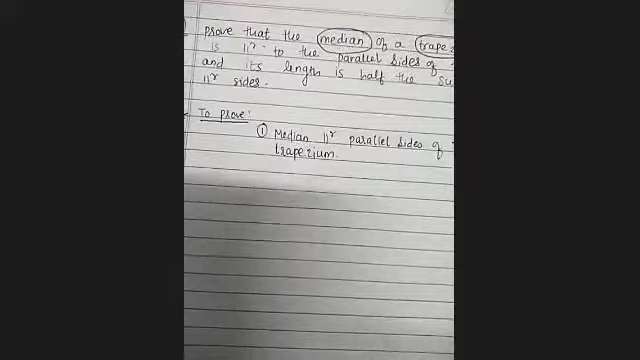 prove that the median of a trape
is ||r to the parallel sides of
and its length is half the su
||r sides.
To prove:
① Median ||r parallel sides of
trapezium.